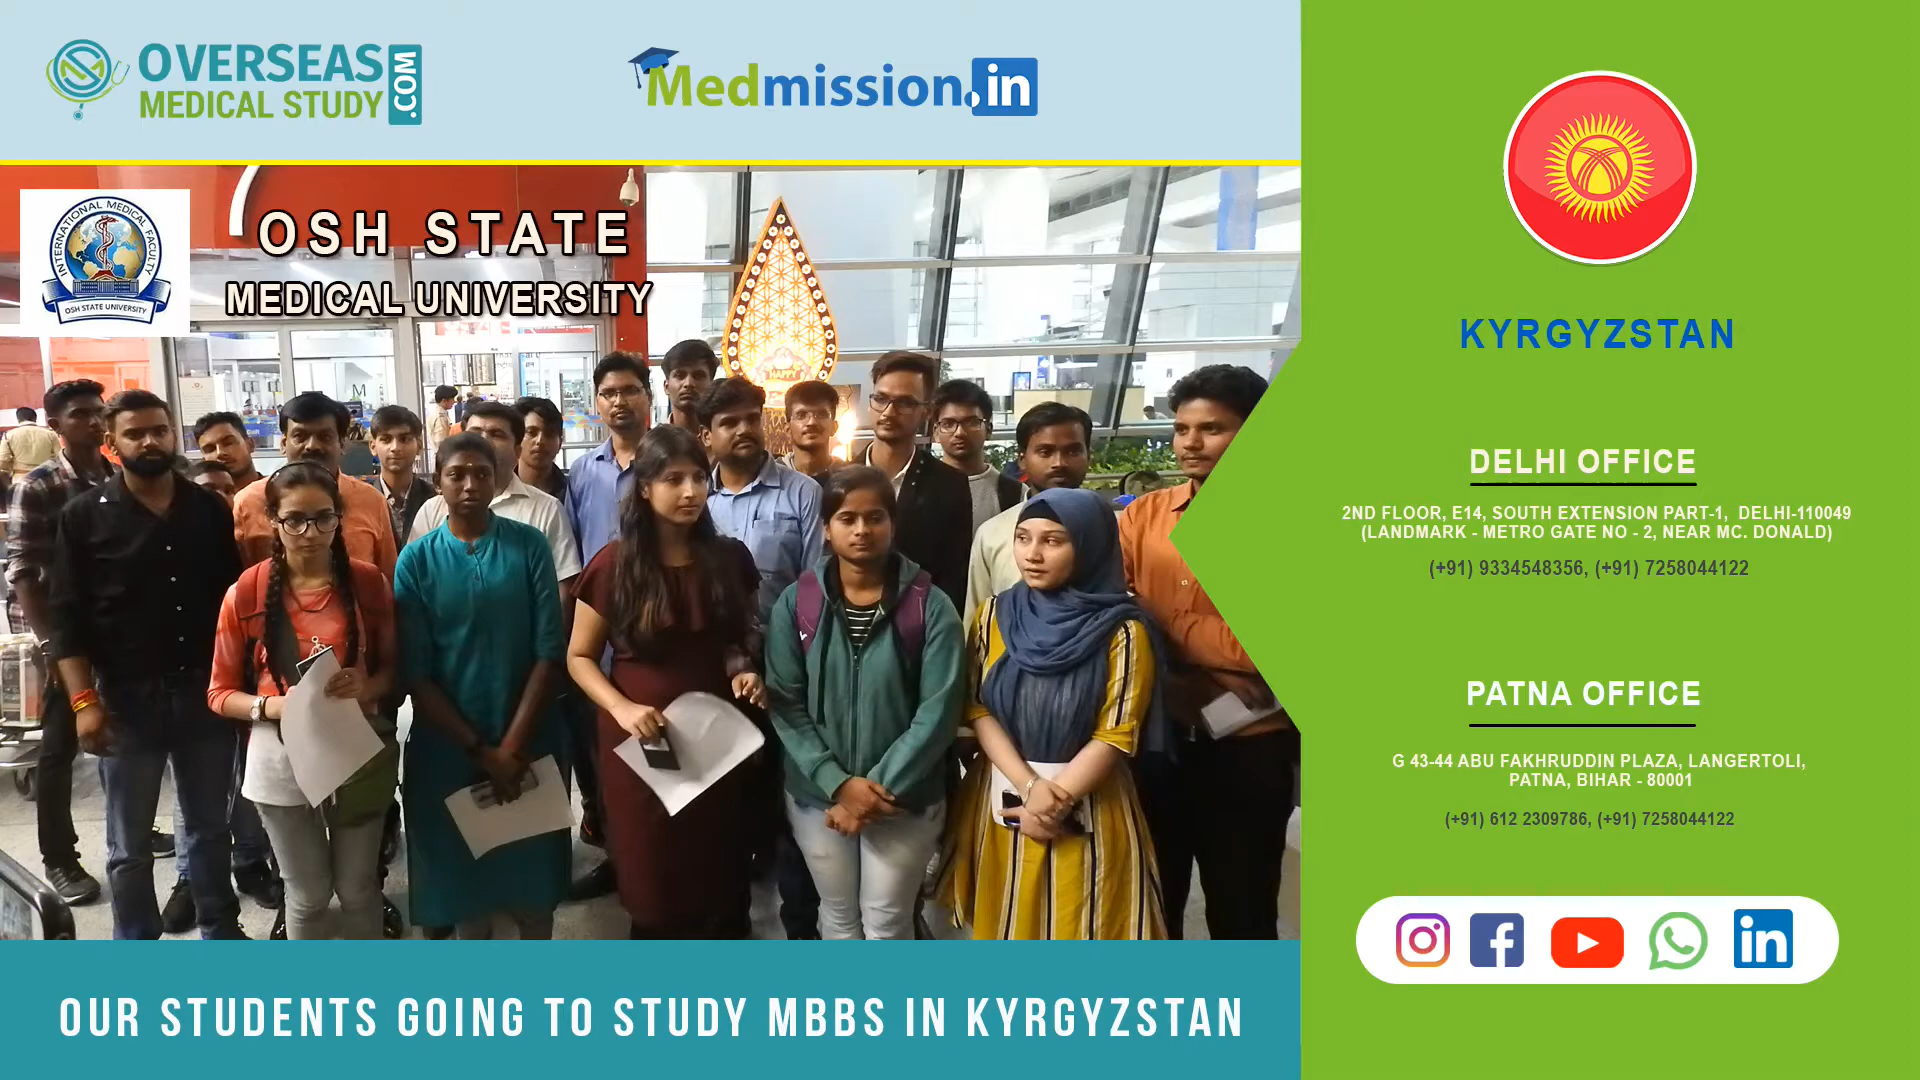 OVERSEAS
MEDICAL STUDY
.COM
Medmission.in
INTERNATIONAL MEDICAL FACULTY
OSH STATE UNIVERSITY
OSH STATE
MEDICAL UNIVERSITY
HAPPY
KYRGYZSTAN
DELHI OFFICE
2ND FLOOR, E14, SOUTH EXTENSION PART-1, DELHI-110049
(LANDMARK - METRO GATE NO - 2, NEAR MC. DONALD)
(+91) 9334548356, (+91) 7258044122
PATNA OFFICE
G 43-44 ABU FAKHRUDDIN PLAZA, LANGERTOLI,
PATNA, BIHAR - 80001
(+91) 612 2309786, (+91) 7258044122
OUR STUDENTS GOING TO STUDY MBBS IN KYRGYZSTAN